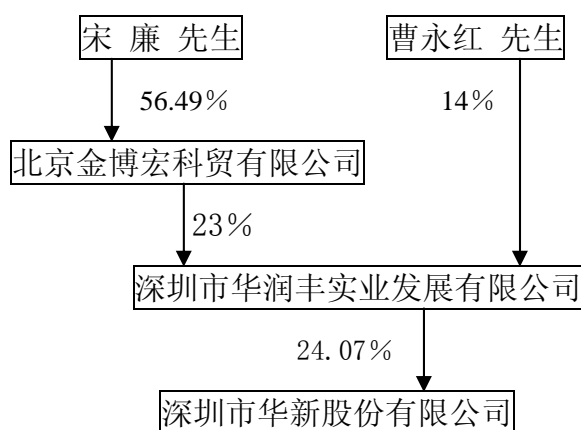 宋 廉 先生
曹永红 先生
56.49%
14%
北京金博宏科贸有限公司
23%
深圳市华润丰实业发展有限公司
24.07%
深圳市华新股份有限公司